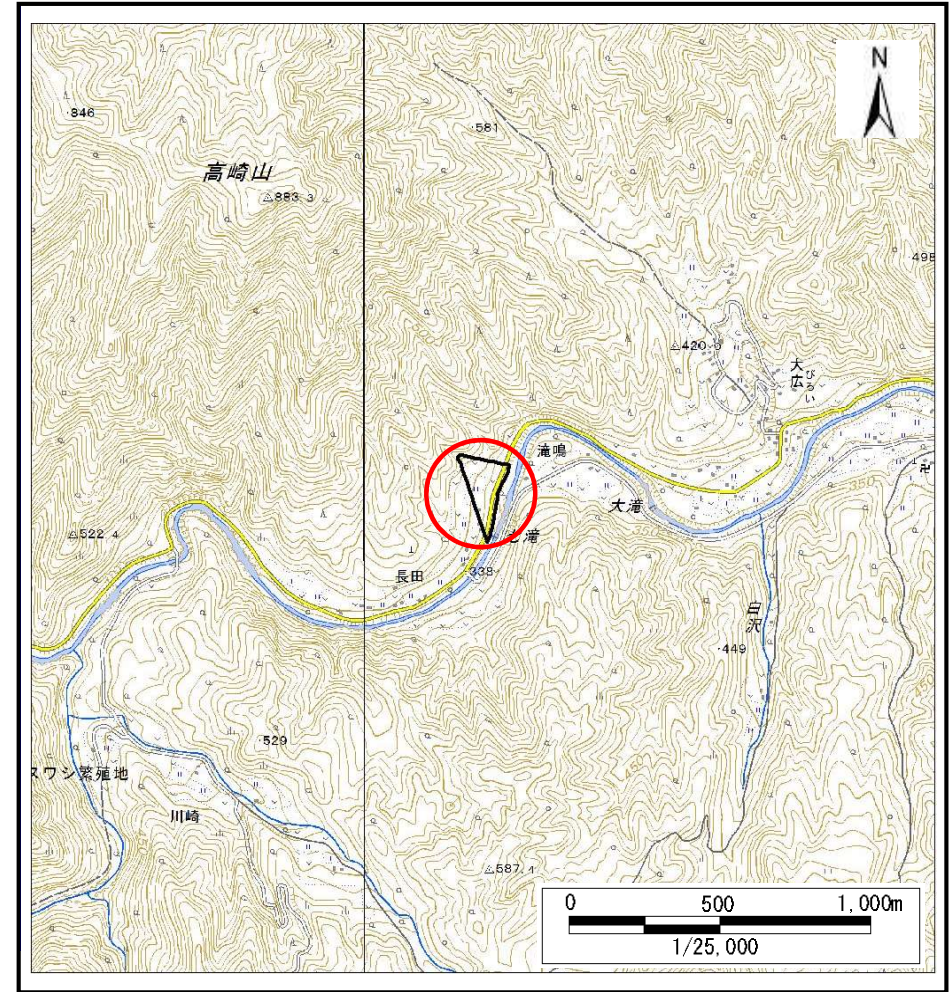 N
846
581
高崎山
883.3
498
420.0
大広
びろい
滝鳴
大滝
350
522.4
滝
長田
338
白沢
449
529
スワシ繁殖地
川崎
587.4
0 500 1,000m
1/25,000